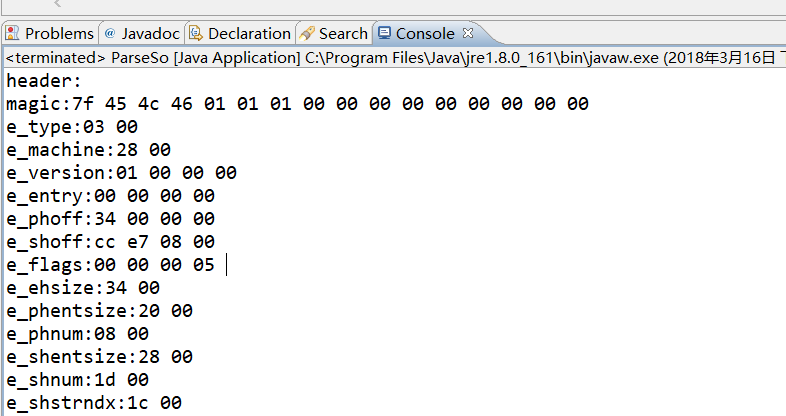 Problems @ Javadoc Declaration Search Console
<terminated> ParseSo [Java Application] C:\Program Files\Java\jre1.8.0_161\bin\javaw.exe (2018年3月16日
header:
magic:7f 45 4c 46 01 01 01 00 00 00 00 00 00 00 00 00
e_type:03 00
e_machine:28 00
e_version:01 00 00 00
e_entry:00 00 00 00
e_phoff:34 00 00 00
e_shoff:cc e7 08 00
e_flags:00 00 00 05
e_ehsize:34 00
e_phentsize:20 00
e_phnum:08 00
e_shentsize:28 00
e_shnum:1d 00
e_shstrndx:1c 00